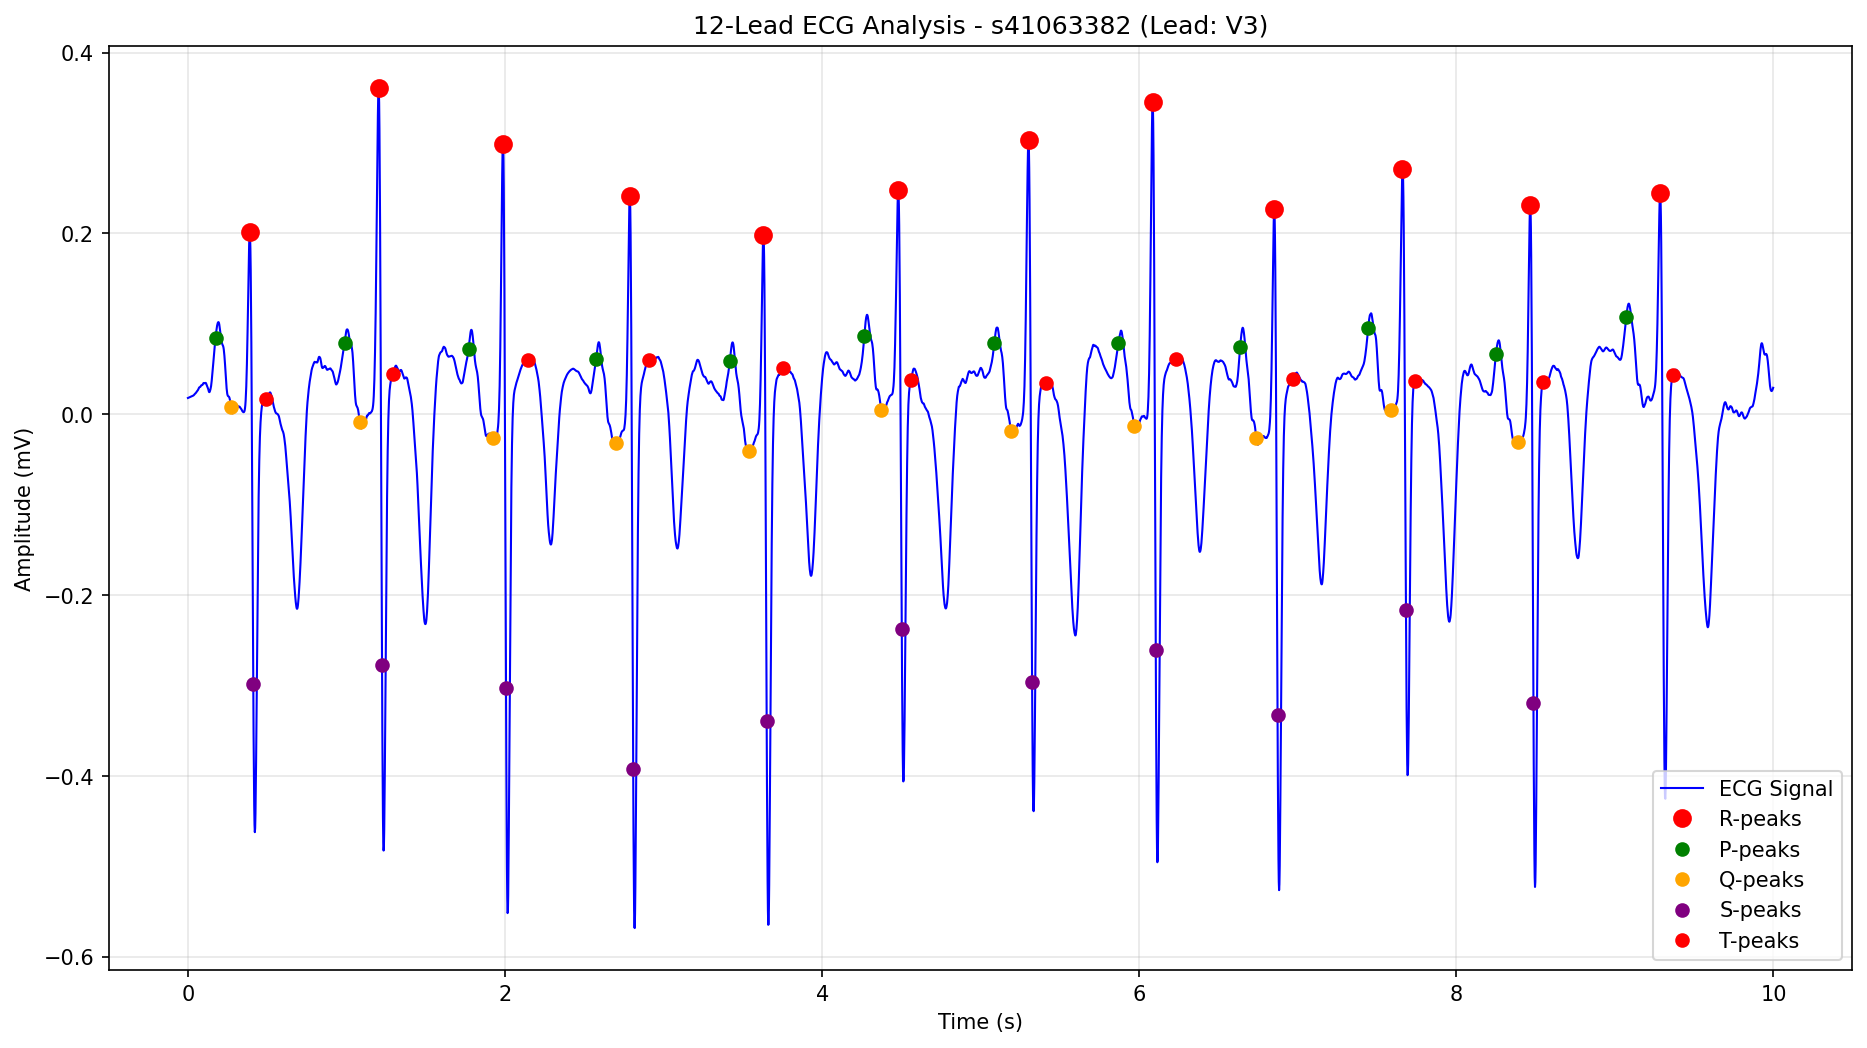 12-Lead ECG Analysis - s41063382 (Lead: V3)
Amplitude (mV)
0.4
0.2
0.0
−0.2
−0.4
−0.6
0
2
4
6
8
10
Time (s)
ECG Signal
R-peaks
P-peaks
Q-peaks
S-peaks
T-peaks